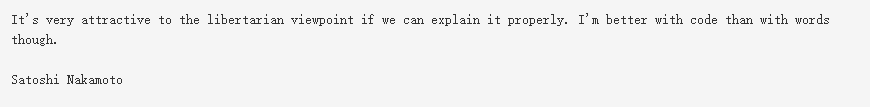 It's very attractive to the libertarian viewpoint if we can explain it properly. I'm better with code than with words
though.
Satoshi Nakamoto